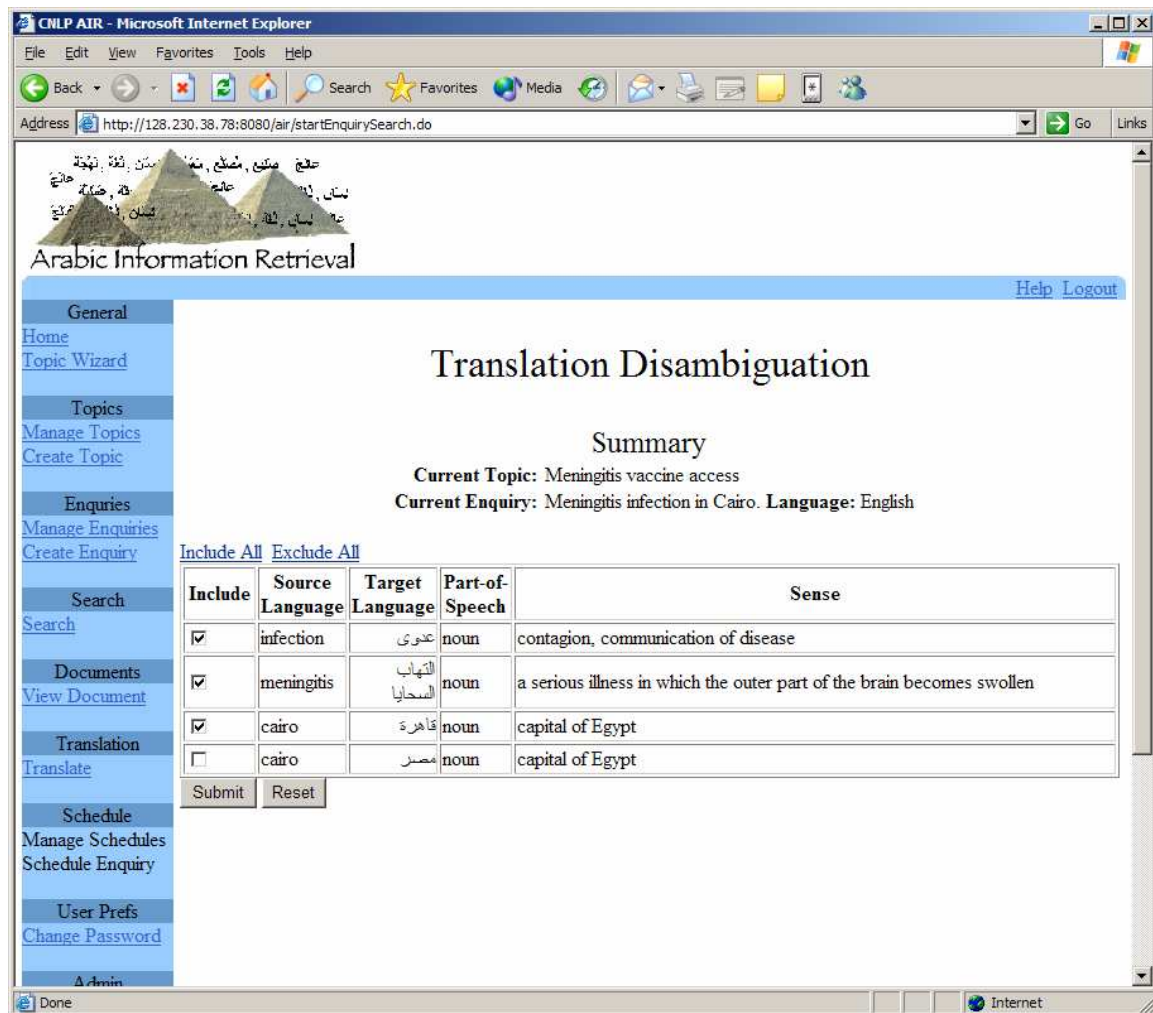 CNLP AIR - Microsoft Internet Explorer
File Edit View Favorites Tools Help
Back Search Favorites Media
Address http://128.230.38.78:8080/air/startEnquirySearch.do Go Links
Arabic Information Retrieval
Help Logout
General
Home
Topic Wizard
Topics
Manage Topics
Create Topic
Enquries
Manage Enquiries
Create Enquiry
Search
Search
Documents
View Document
Translation
Translate
Schedule
Manage Schedules
Schedule Enquiry
User Prefs
Change Password
Admin
Translation Disambiguation
Summary
Current Topic: Meningitis vaccine access
Current Enquiry: Meningitis infection in Cairo. Language: English
Include All Exclude All
Include Source Language Target Language Part-of-Speech Sense
infection عدوى noun contagion, communication of disease
meningitis التهاب السحايا noun a serious illness in which the outer part of the brain becomes swollen
cairo قاهرة noun capital of Egypt
cairo مصر noun capital of Egypt
Submit Reset
Done Internet